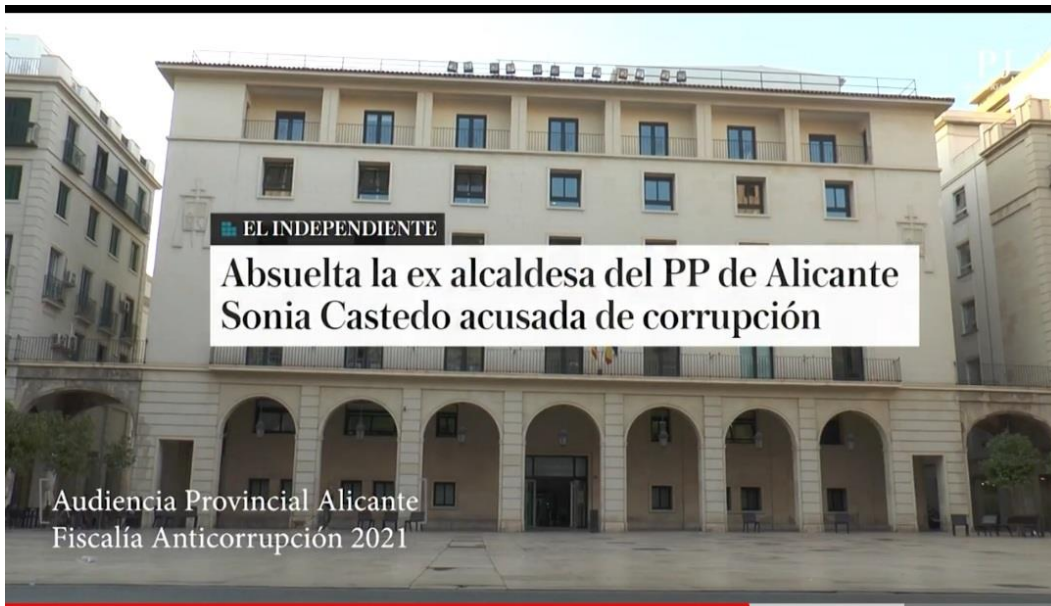 EL INDEPENDIENTE
Absuelta la ex alcaldesa del PP de Alicante
Sonia Castedo acusada de corrupción
Audiencia Provincial Alicante
Fiscalía Anticorrupción 2021